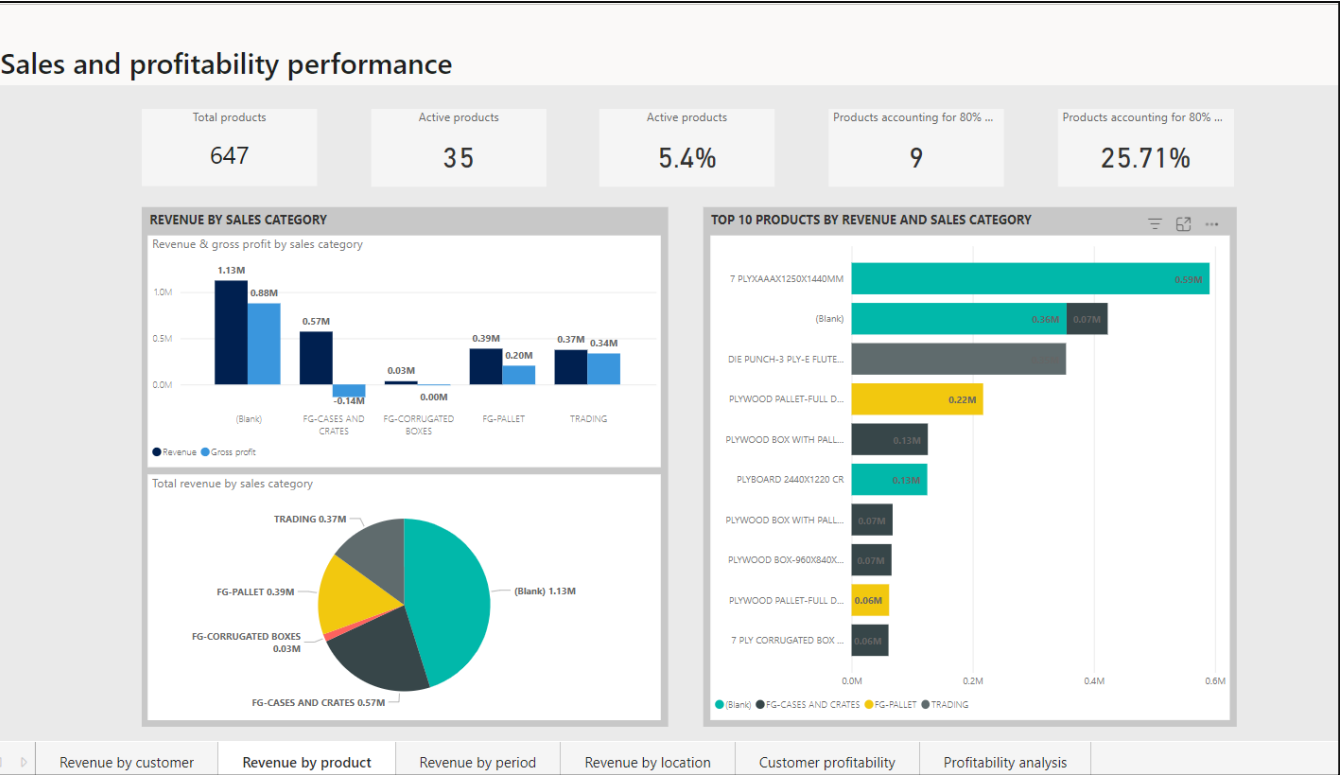 Sales and profitability performance
Total products
647
Active products
35
Active products
5.4%
Products accounting for 80% ...
9
Products accounting for 80% ...
25.71%
REVENUE BY SALES CATEGORY
Revenue & gross profit by sales category
1.13M
0.88M
0.57M
-0.14M
0.03M
0.00M
0.39M
0.20M
0.37M
0.34M
1.0M
0.5M
0.0M
(Blank)
FG-CASES AND
CRATES
FG-CORRUGATED
BOXES
FG-PALLET
TRADING
Revenue
Gross profit
Total revenue by sales category
TRADING 0.37M
FG-PALLET 0.39M
FG-CORRUGATED BOXES
0.03M
FG-CASES AND CRATES 0.57M
(Blank) 1.13M
TOP 10 PRODUCTS BY REVENUE AND SALES CATEGORY
7 PLYXAAAX1250X1440MM
0.59M
(Blank)
0.36M
0.07M
DIE PUNCH-3 PLY-E FLUTE...
PLYWOOD PALLET-FULL D...
0.22M
PLYWOOD BOX WITH PALL...
0.13M
PLYBOARD 2440X1220 CR
0.13M
PLYWOOD BOX WITH PALL...
0.07M
PLYWOOD BOX-960X840X...
0.07M
PLYWOOD PALLET-FULL D...
0.06M
7 PLY CORRUGATED BOX ...
0.06M
0.0M
0.2M
0.4M
0.6M
(Blank)
FG-CASES AND CRATES
FG-PALLET
TRADING
Revenue by customer
Revenue by product
Revenue by period
Revenue by location
Customer profitability
Profitability analysis